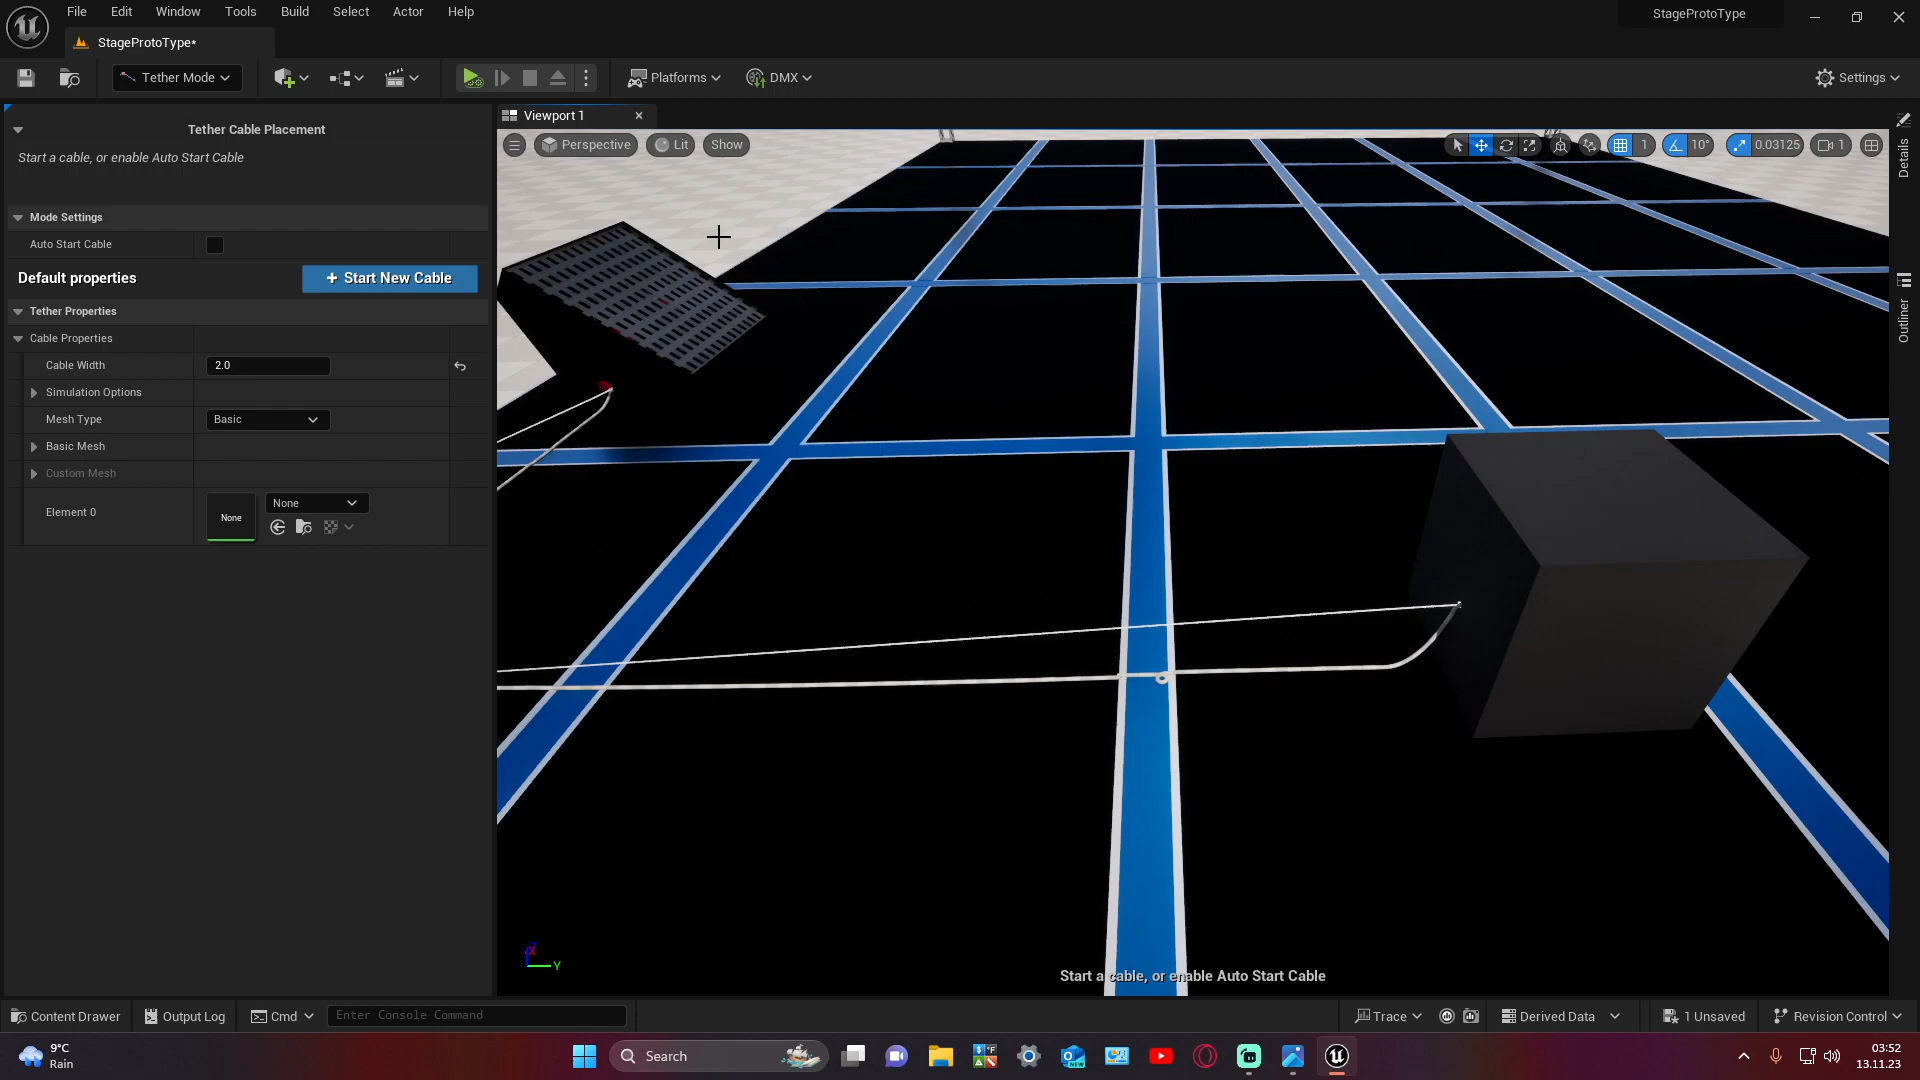 File Edit Window Tools Build Select Actor Help
StageProtoType
StageProtoType*
Tether Mode
Platforms
DMX
Settings
Tether Cable Placement
Start a cable, or enable Auto Start Cable
Mode Settings
Auto Start Cable
Default properties
+ Start New Cable
Tether Properties
Cable Properties
Cable Width 2.0
Simulation Options
Mesh Type Basic
Basic Mesh
Custom Mesh
Element 0 None None
Viewport 1
Perspective Lit Show
1 10° 0.03125 1
Details
Outliner
X
Y
Start a cable, or enable Auto Start Cable
Content Drawer Output Log Cmd Enter Console Command
Trace Derived Data 1 Unsaved Revision Control
9°C
Rain
Search
NEW
03:52
13.11.23